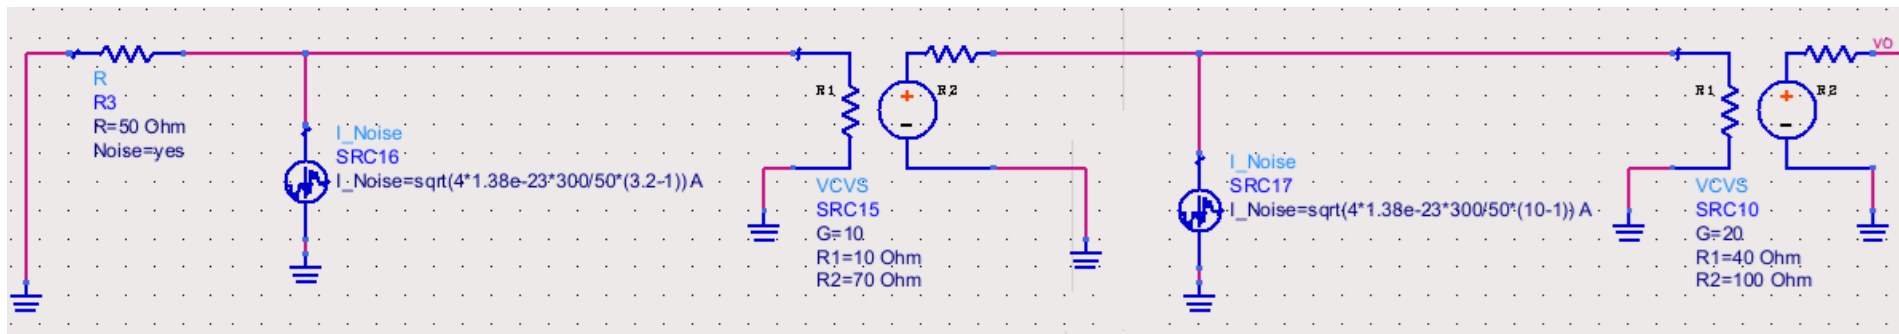 R
R3
R=50 Ohm
Noise=yes
I_Noise
SRC16
I_Noise=sqrt(4*1.38e-23*300/50*(3.2-1)) A
R1
R2
VCVS
SRC15
G=10
R1=10 Ohm
R2=70 Ohm
I_Noise
SRC17
I_Noise=sqrt(4*1.38e-23*300/50*(10-1)) A
R1
R2
VCVS
SRC10
G=20
R1=40 Ohm
R2=100 Ohm
vo